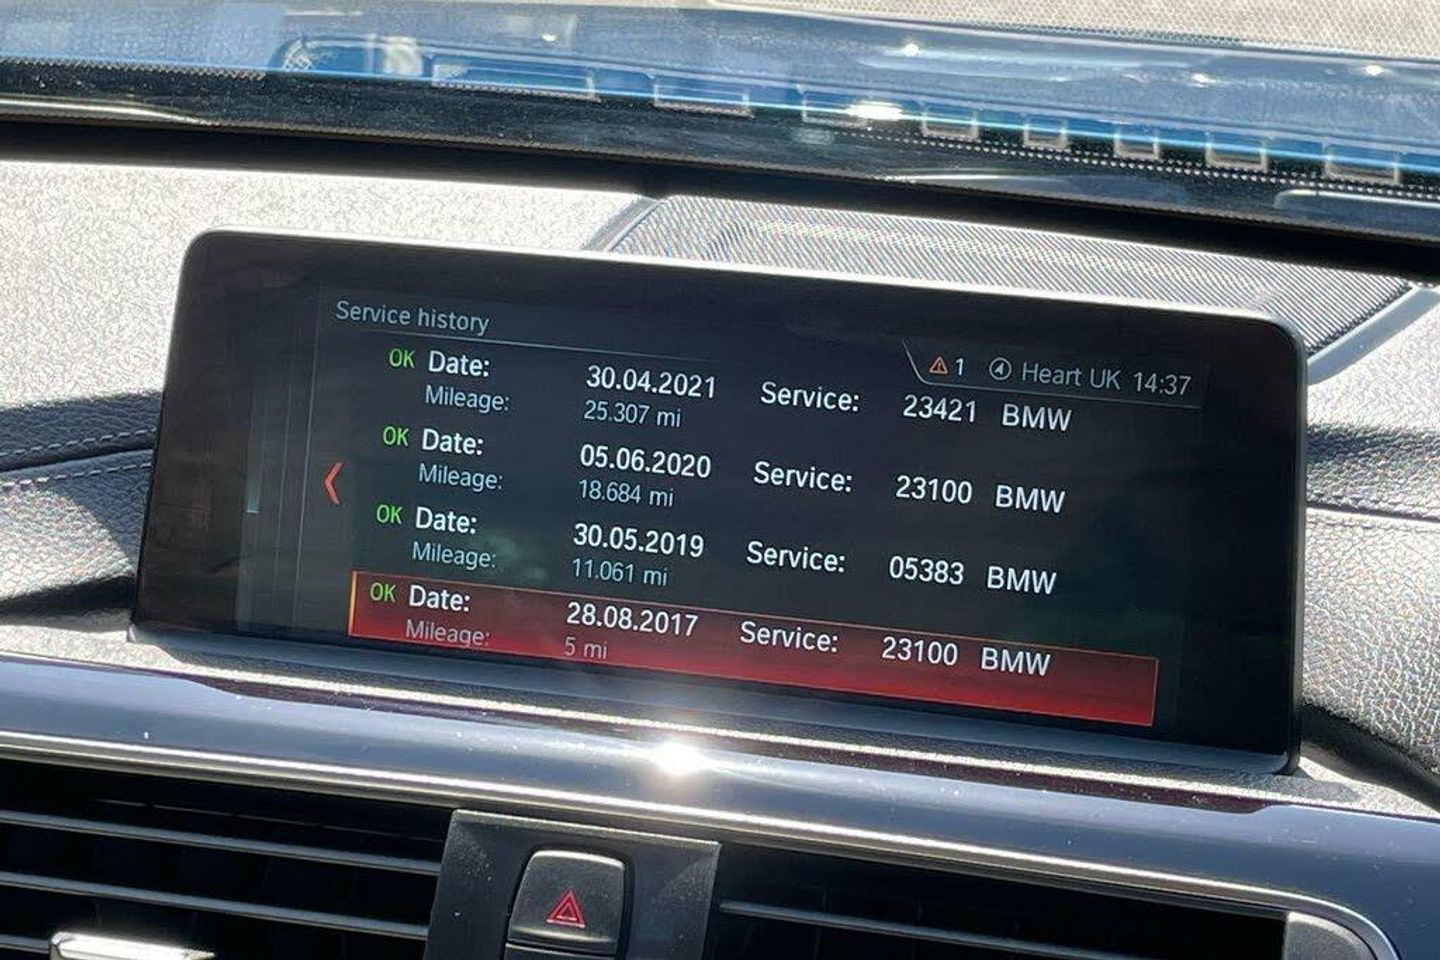 Service history
1 Heart UK 14:37
OK Date: 30.04.2021 Service: 23421 BMW
Mileage: 25.307 mi
OK Date: 05.06.2020 Service: 23100 BMW
Mileage: 18.684 mi
OK Date: 30.05.2019 Service: 05383 BMW
Mileage: 11.061 mi
OK Date: 28.08.2017 Service: 23100 BMW
Mileage: 5 mi